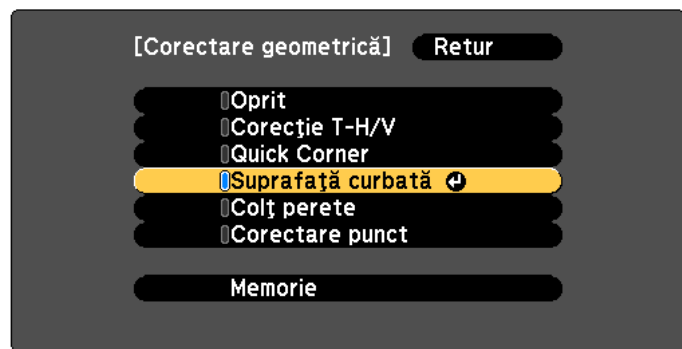 [Corectare geometrică] Retur
Oprit
Corecţie T-H/V
Quick Corner
Suprafaţă curbată
Colţ perete
Corectare punct
Memorie